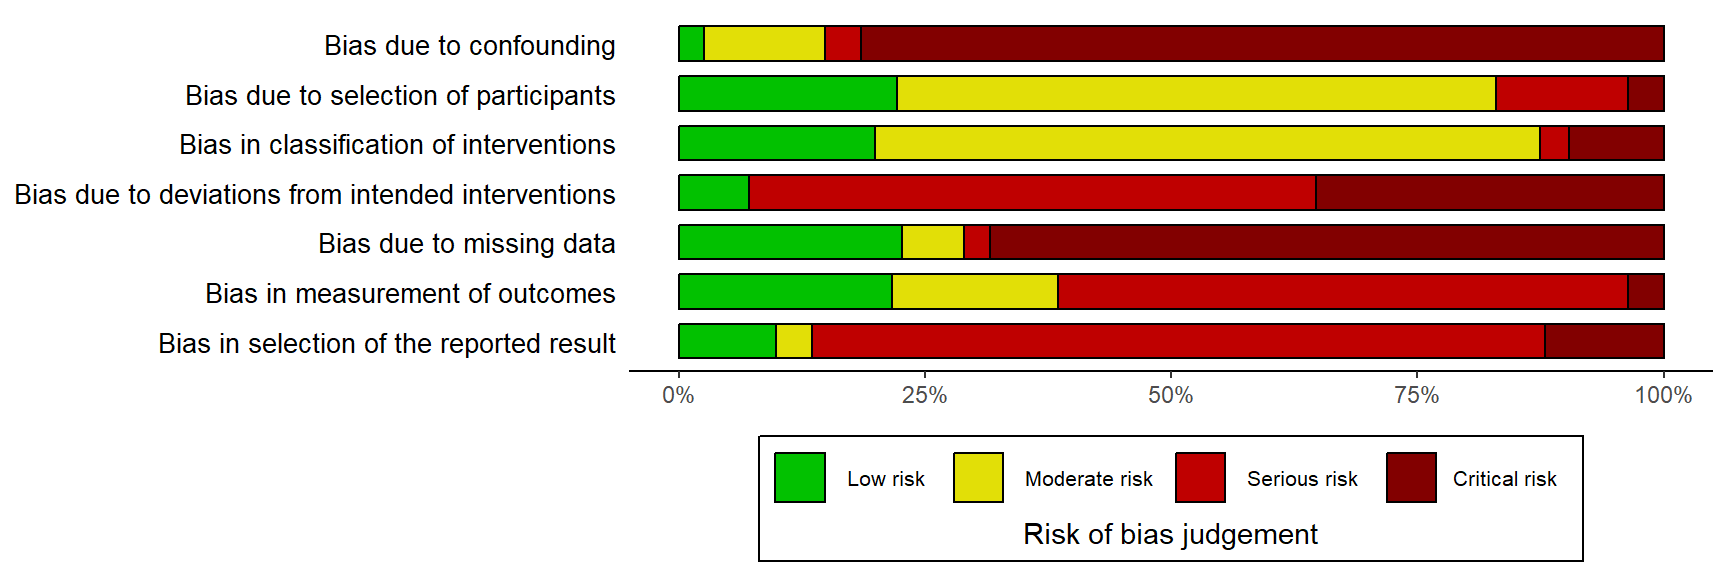 Bias due to confounding
Bias due to selection of participants
Bias in classification of interventions
Bias due to deviations from intended interventions
Bias due to missing data
Bias in measurement of outcomes
Bias in selection of the reported result
0% 25% 50% 75% 100%
Low risk Moderate risk Serious risk Critical risk
Risk of bias judgement